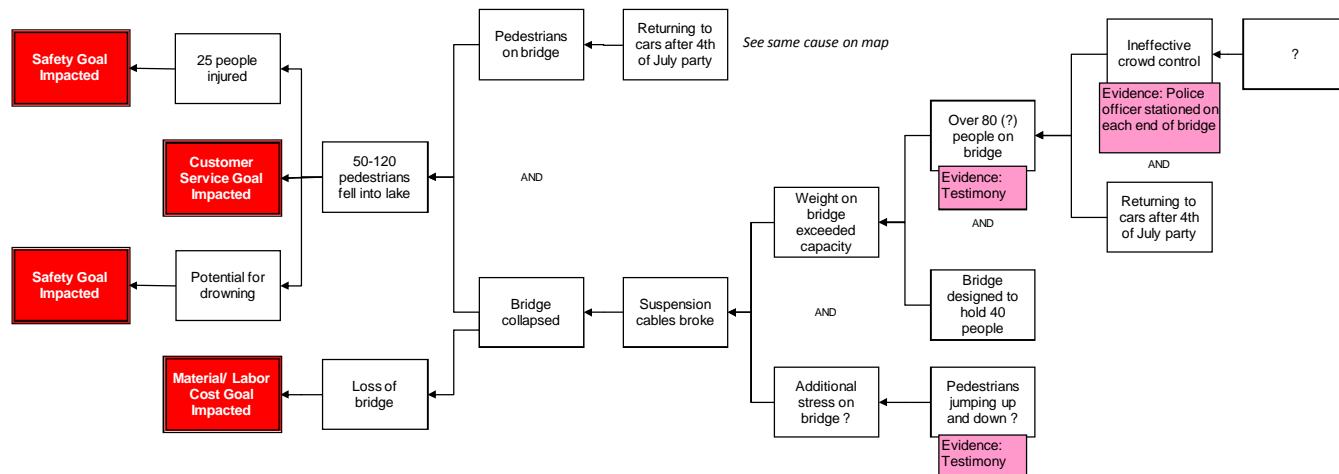 Safety Goal
Impacted
25 people
injured
Pedestrians
on bridge
Returning to
cars after 4th
of July party
See same cause on map
Ineffective
crowd control
Evidence: Police
officer stationed on
each end of bridge
?
Customer
Service Goal
Impacted
50-120
pedestrians
fell into lake
AND
Over 80 (?)
people on
bridge
Evidence:
Testimony
AND
Returning to
cars after 4th
of July party
Weight on
bridge
exceeded
capacity
AND
Safety Goal
Impacted
Potential for
drowning
Bridge
collapsed
Suspension
cables broke
AND
Bridge
designed to
hold 40
people
Material/ Labor
Cost Goal
Impacted
Loss of
bridge
Additional
stress on
bridge ?
Pedestrians
jumping up
and down ?
Evidence:
Testimony